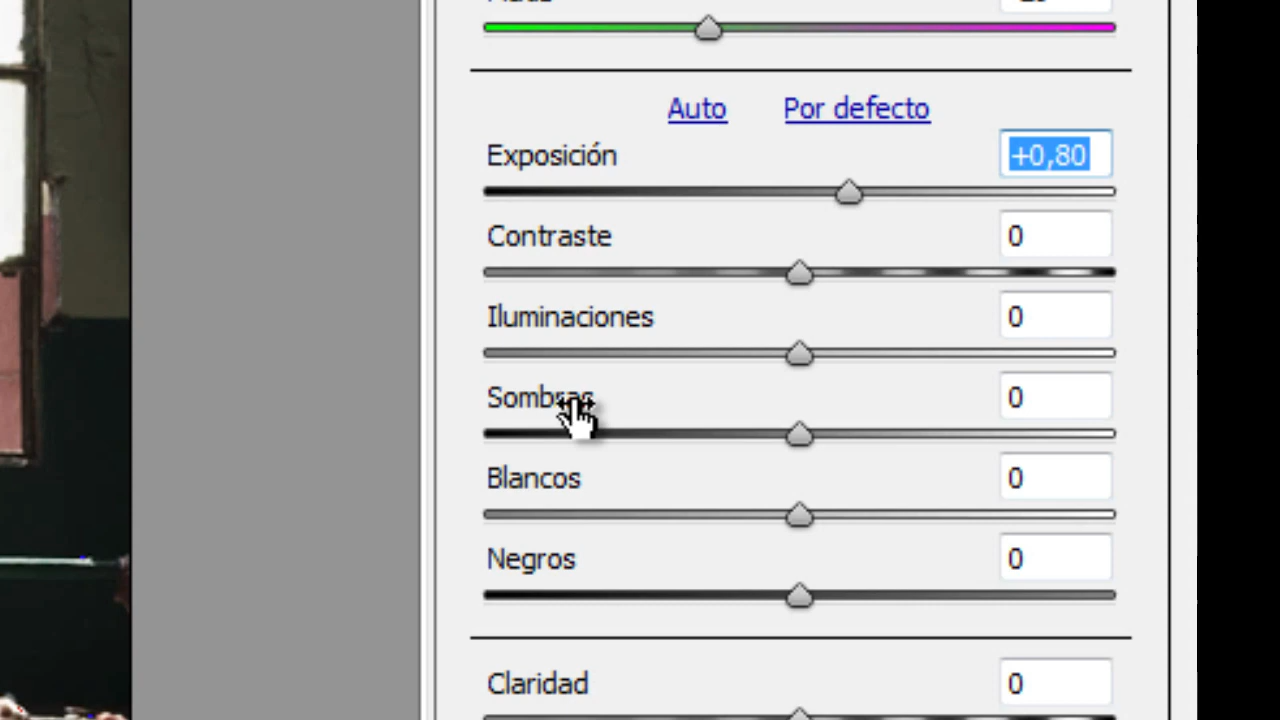 Auto Por defecto
Exposición +0,80
Contraste 0
Iluminaciones 0
Sombras 0
Blancos 0
Negros 0
Claridad 0